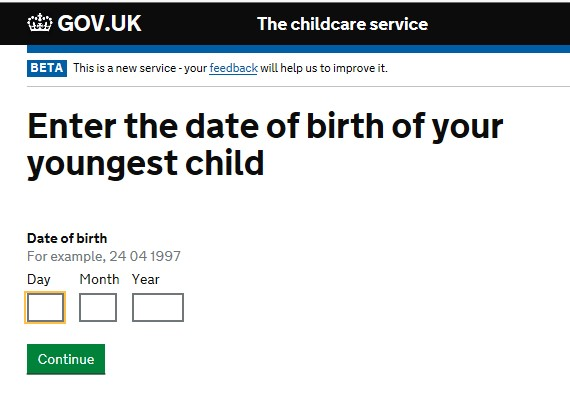 GOV.UK The childcare service
BETA This is a new service - your feedback will help us to improve it.
Enter the date of birth of your
youngest child
Date of birth
For example, 24 04 1997
Day Month Year
Continue